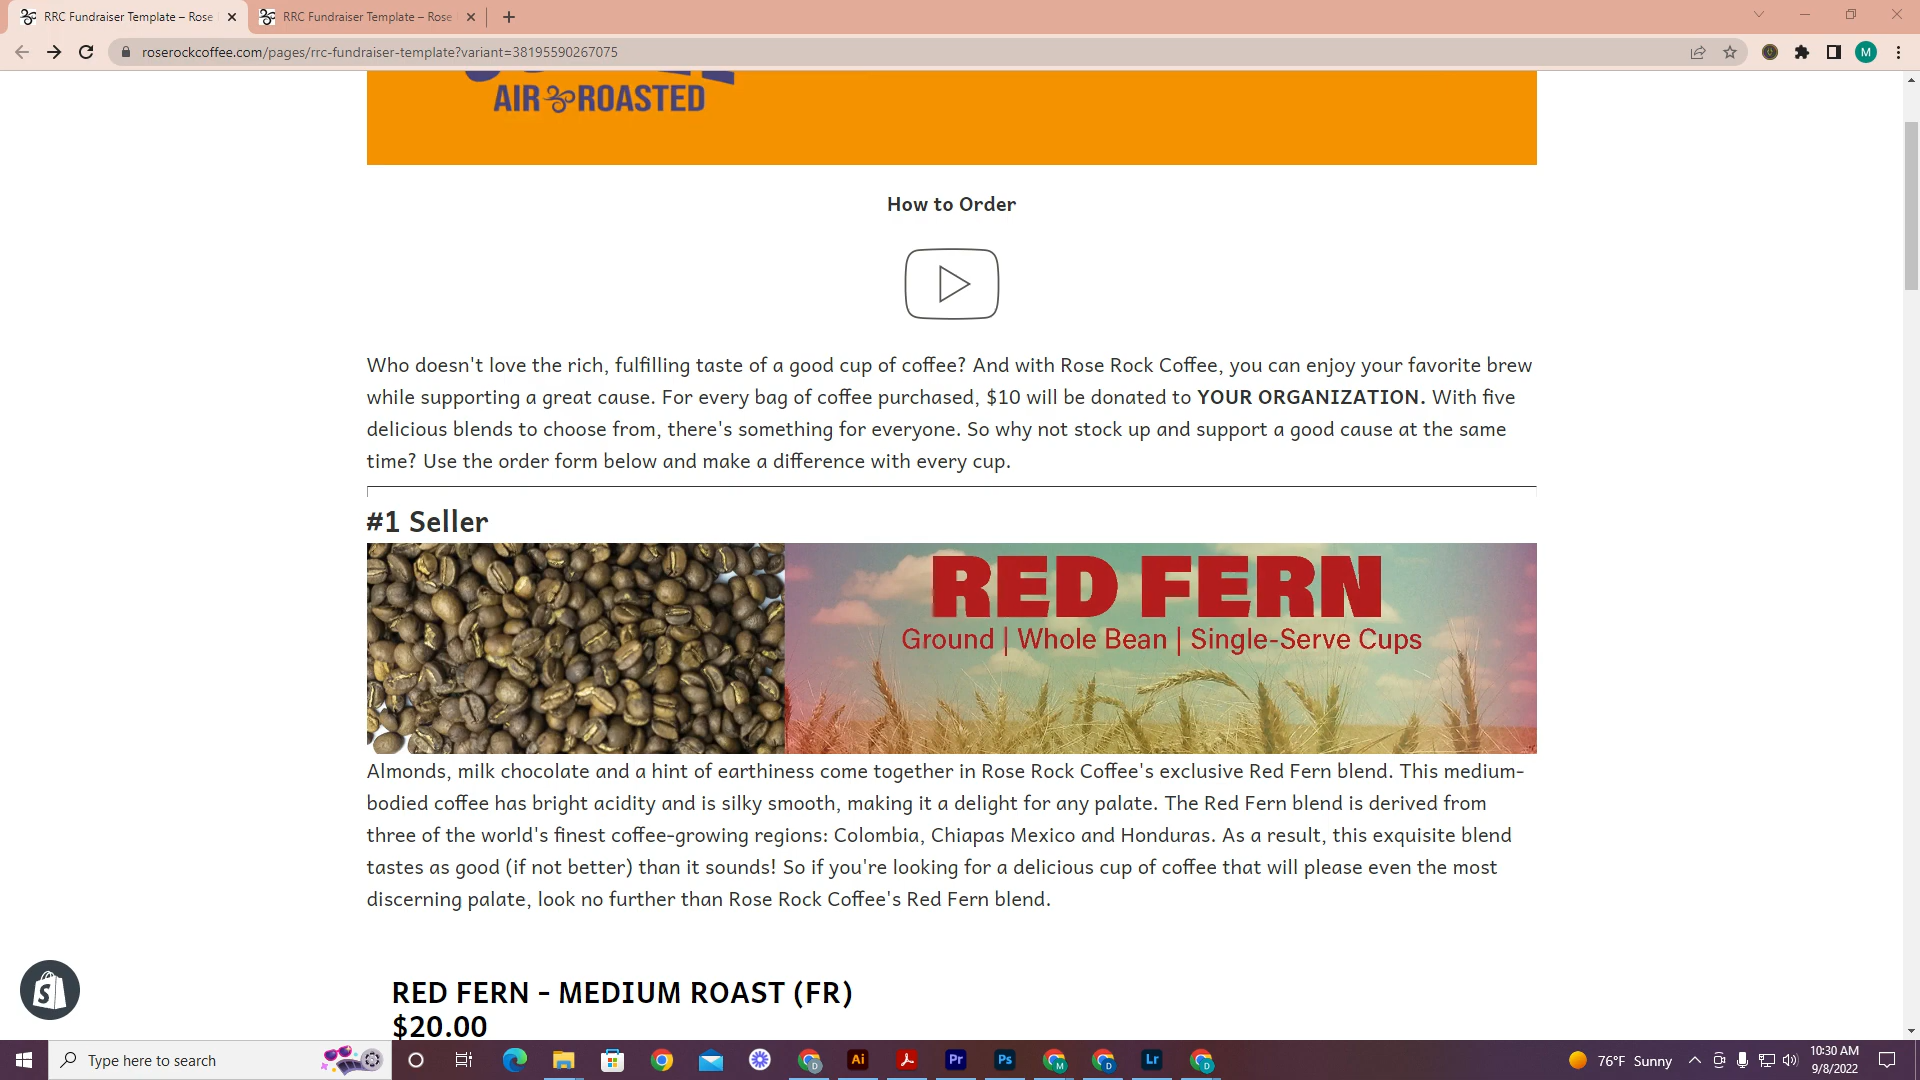 RRC Fundraiser Template – Rose
RRC Fundraiser Template – Rose
roserockcoffee.com/pages/rrc-fundraiser-template?variant=38195590267075
M
AIR ROASTED
How to Order
Who doesn't love the rich, fulfilling taste of a good cup of coffee? And with Rose Rock Coffee, you can enjoy your favorite brew
while supporting a great cause. For every bag of coffee purchased, $10 will be donated to YOUR ORGANIZATION. With five
delicious blends to choose from, there's something for everyone. So why not stock up and support a good cause at the same
time? Use the order form below and make a difference with every cup.
#1 Seller
RED FERN
Ground | Whole Bean | Single-Serve Cups
Almonds, milk chocolate and a hint of earthiness come together in Rose Rock Coffee's exclusive Red Fern blend. This medium-
bodied coffee has bright acidity and is silky smooth, making it a delight for any palate. The Red Fern blend is derived from
three of the world's finest coffee-growing regions: Colombia, Chiapas Mexico and Honduras. As a result, this exquisite blend
tastes as good (if not better) than it sounds! So if you're looking for a delicious cup of coffee that will please even the most
discerning palate, look no further than Rose Rock Coffee's Red Fern blend.
RED FERN - MEDIUM ROAST (FR)
$20.00
Type here to search
D
Ai
Pr
Ps
M
D
Lr
D
76°F Sunny
10:30 AM
9/8/2022